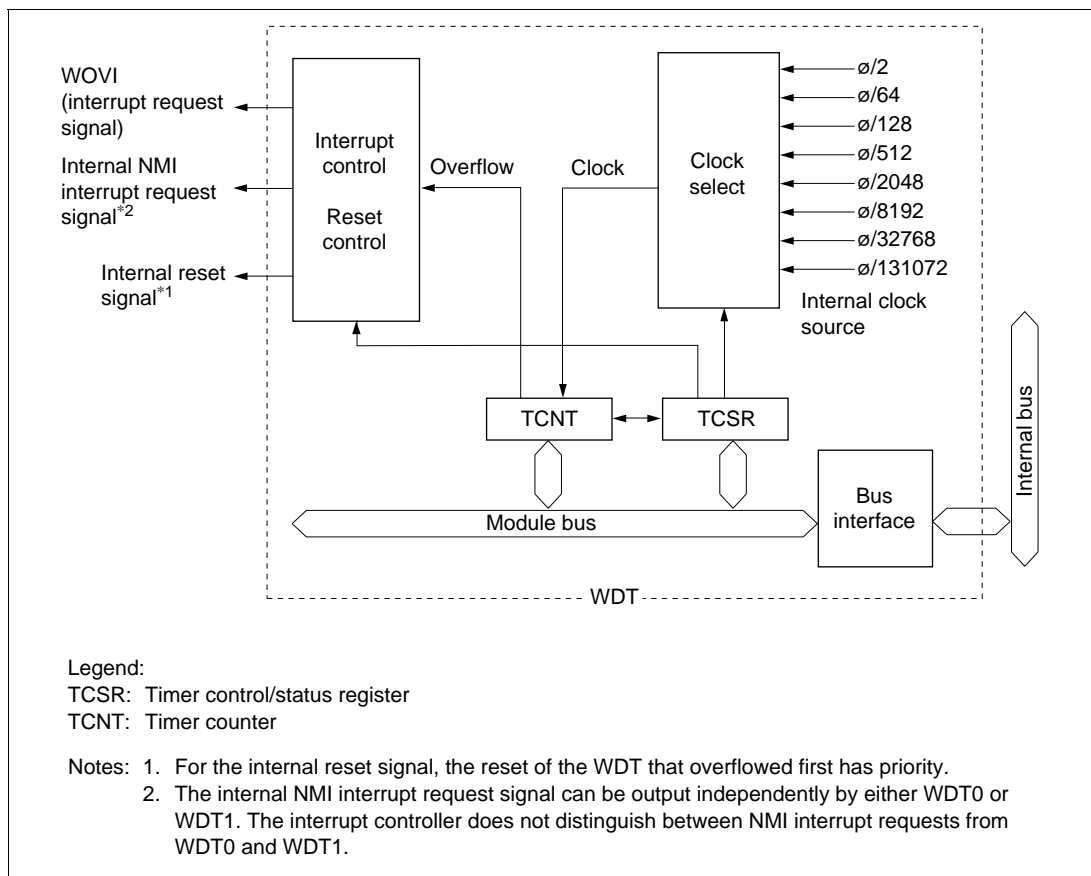 WOVI
(interrupt request
signal)
Internal NMI
interrupt request
signal*2
Internal reset
signal*1
Interrupt
control
Reset
control
Overflow
Clock
Clock
select
ø/2
ø/64
ø/128
ø/512
ø/2048
ø/8192
ø/32768
ø/131072
Internal clock
source
TCNT
TCSR
Module bus
Bus
interface
Internal bus
WDT
Legend:
TCSR: Timer control/status register
TCNT: Timer counter
Notes: 1. For the internal reset signal, the reset of the WDT that overflowed first has priority.
2. The internal NMI interrupt request signal can be output independently by either WDT0 or
WDT1. The interrupt controller does not distinguish between NMI interrupt requests from
WDT0 and WDT1.